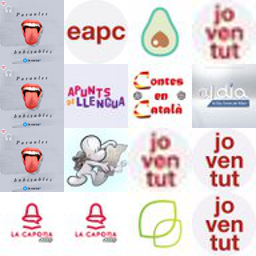 Paraules
habitables
eapc
jo
ven
tut
Paraules
habitables
APUNTS
DE LLENGUA
Contes
en
Català
Paraules
habitables
jo
ven
tut
jo
ven
tut
LA CAPONA
LA CAPONA
jo
ven
tut